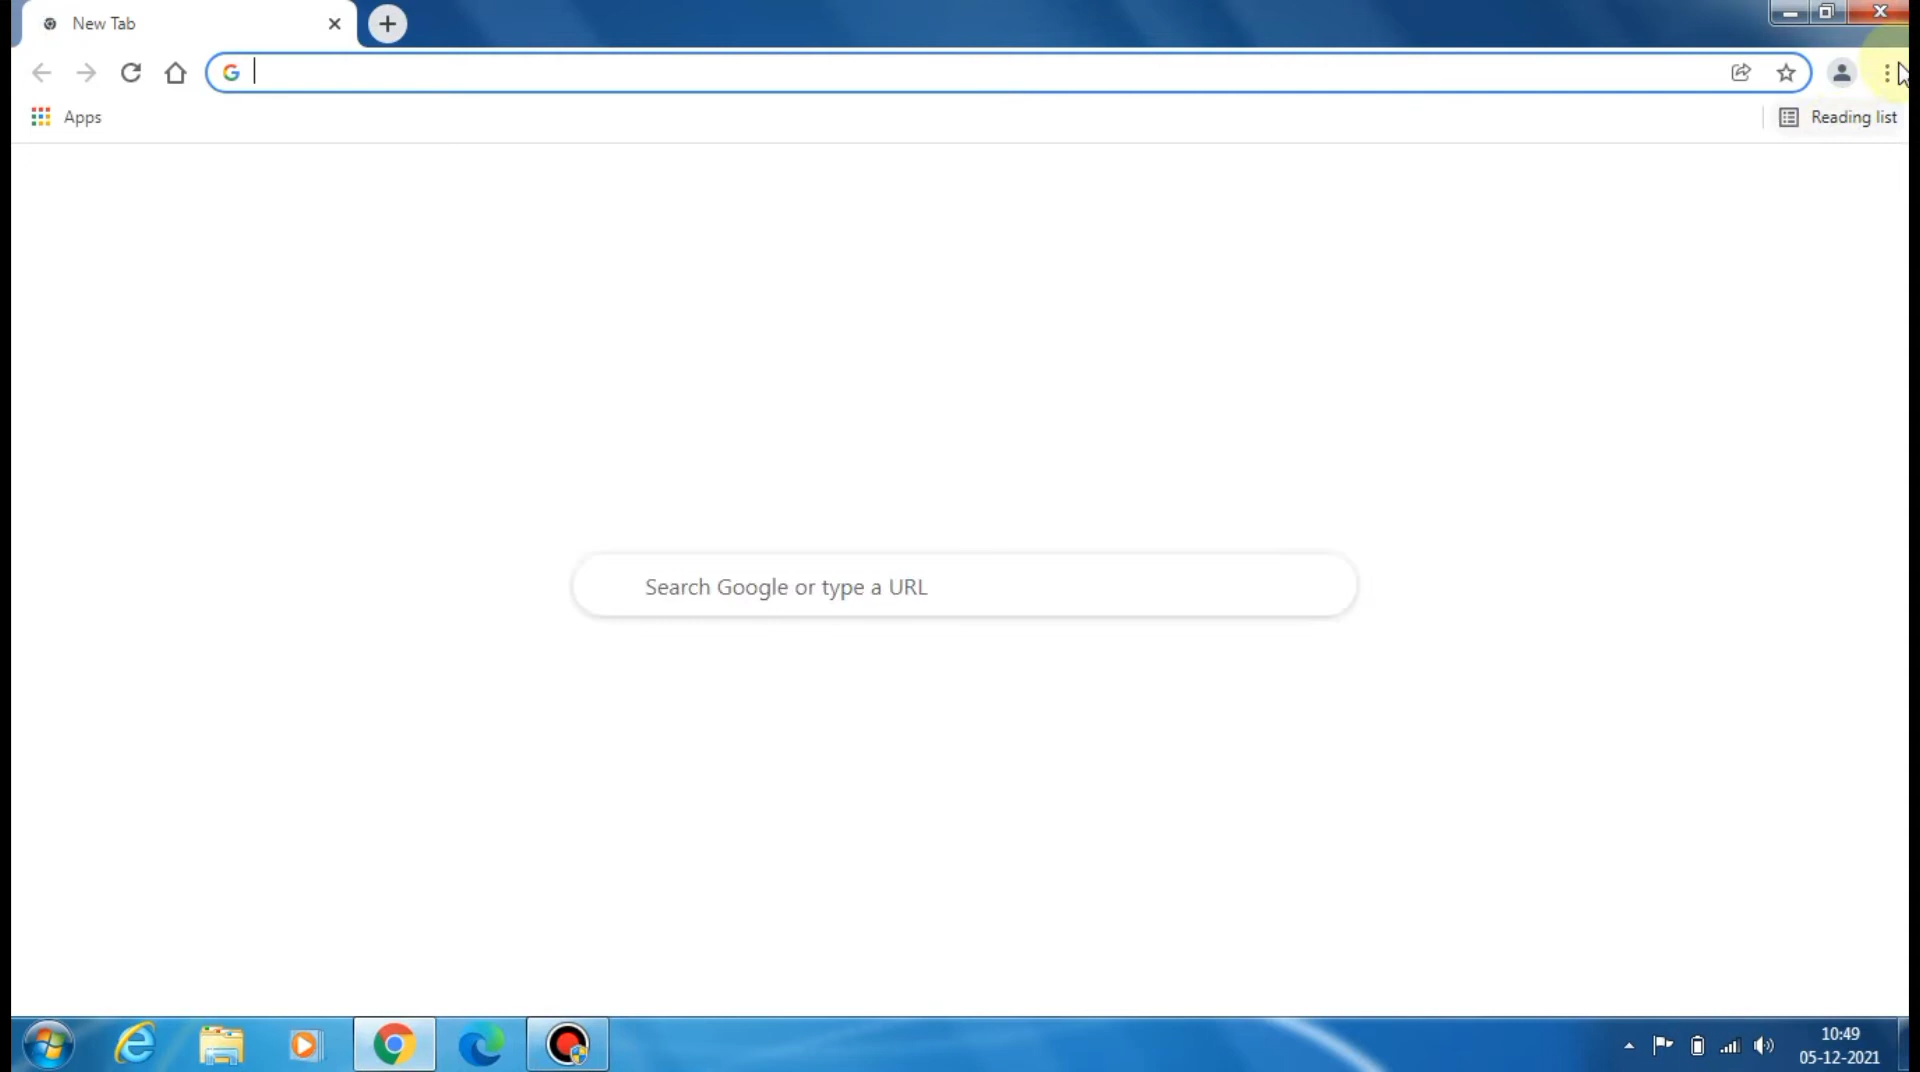 New Tab
Apps
Reading list
Search Google or type a URL
10:49
05-12-2021